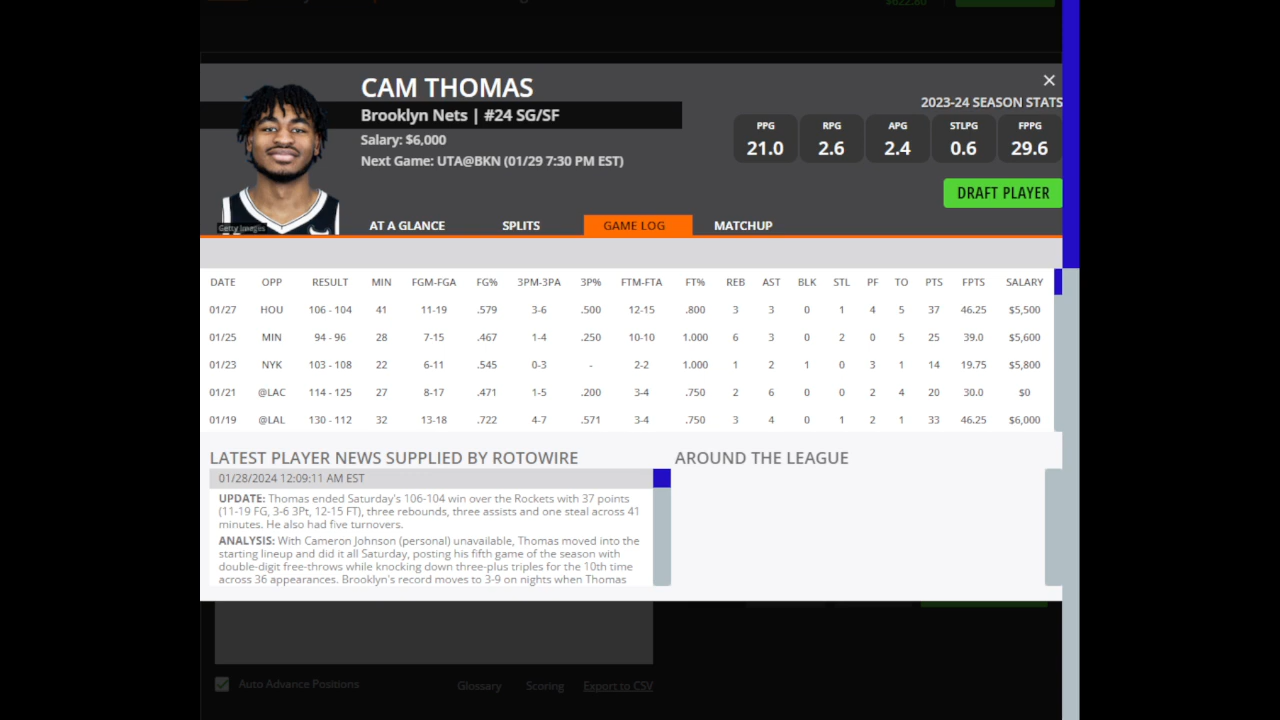 $622.80
CAM THOMAS
Brooklyn Nets | #24 SG/SF
Salary: $6,000
Next Game: UTA@BKN (01/29 7:30 PM EST)
2023-24 SEASON STATS
PPG RPG APG STLPG FPPG
21.0 2.6 2.4 0.6 29.6
DRAFT PLAYER
Getty Images
AT A GLANCE SPLITS GAME LOG MATCHUP
DATE OPP RESULT MIN FGM-FGA FG% 3PM-3PA 3P% FTM-FTA FT% REB AST BLK STL PF TO PTS FPTS SALARY
01/27 HOU 106 - 104 41 11-19 .579 3-6 .500 12-15 .800 3 3 0 1 4 5 37 46.25 $5,500
01/25 MIN 94 - 96 28 7-15 .467 1-4 .250 10-10 1.000 6 3 0 2 0 5 25 39.0 $5,600
01/23 NYK 103 - 108 22 6-11 .545 0-3 - 2-2 1.000 1 2 1 0 3 1 14 19.75 $5,800
01/21 @LAC 114 - 125 27 8-17 .471 1-5 .200 3-4 .750 2 6 0 0 2 4 20 30.0 $0
01/19 @LAL 130 - 112 32 13-18 .722 4-7 .571 3-4 .750 3 4 0 1 2 1 33 46.25 $6,000
LATEST PLAYER NEWS SUPPLIED BY ROTOWIRE
01/28/2024 12:09:11 AM EST
UPDATE: Thomas ended Saturday's 106-104 win over the Rockets with 37 points
(11-19 FG, 3-6 3Pt, 12-15 FT), three rebounds, three assists and one steal across 41
minutes. He also had five turnovers.
ANALYSIS: With Cameron Johnson (personal) unavailable, Thomas moved into the
starting lineup and did it all Saturday, posting his fifth game of the season with
double-digit free-throws while knocking down three-plus triples for the 10th time
across 36 appearances. Brooklyn's record moves to 3-9 on nights when Thomas
AROUND THE LEAGUE
Auto Advance Positions
Glossary Scoring Export to CSV